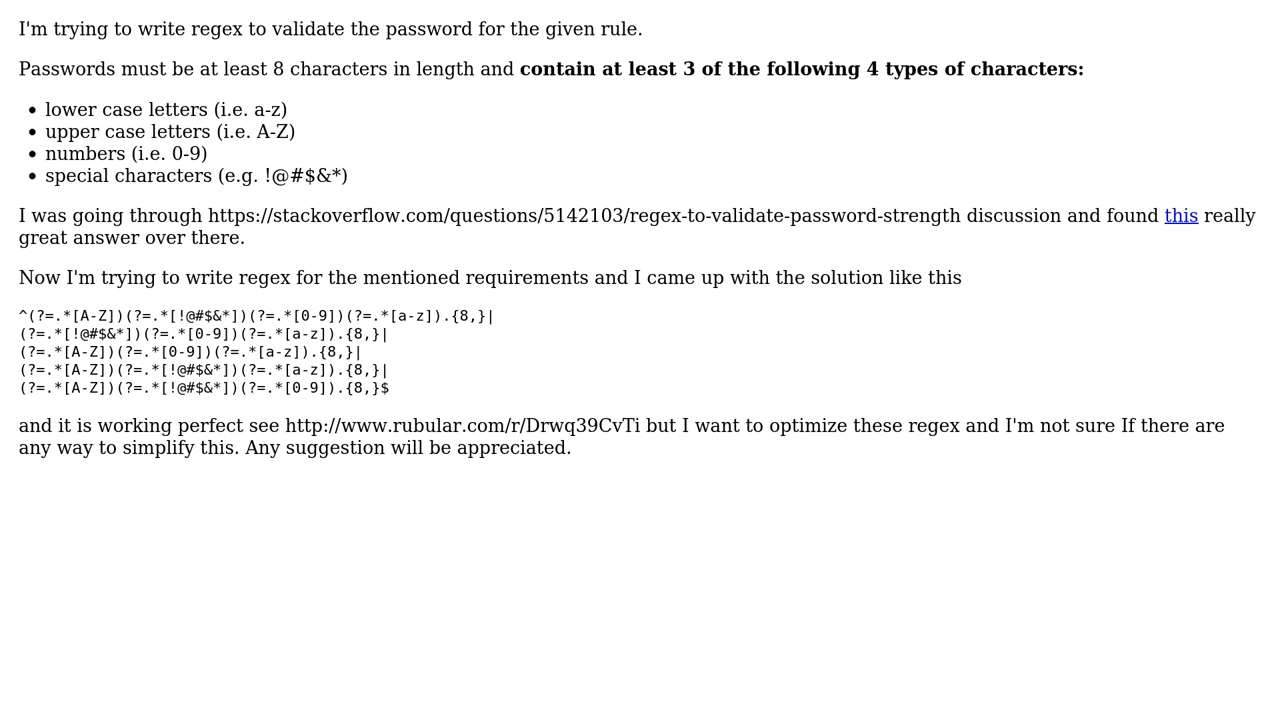 I'm trying to write regex to validate the password for the given rule.
Passwords must be at least 8 characters in length and contain at least 3 of the following 4 types of characters:
• lower case letters (i.e. a-z)
• upper case letters (i.e. A-Z)
• numbers (i.e. 0-9)
• special characters (e.g. !@#$&*)
I was going through https://stackoverflow.com/questions/5142103/regex-to-validate-password-strength discussion and found this really
great answer over there.
Now I'm trying to write regex for the mentioned requirements and I came up with the solution like this
^(?=.*[A-Z])(?=.*[!@#$&*])(?=.*[0-9])(?=.*[a-z]).{8,}|
(?=.*[!@#$&*])(?=.*[0-9])(?=.*[a-z]).{8,}|
(?=.*[A-Z])(?=.*[0-9])(?=.*[a-z]).{8,}|
(?=.*[A-Z])(?=.*[!@#$&*])(?=.*[a-z]).{8,}|
(?=.*[A-Z])(?=.*[!@#$&*])(?=.*[0-9]).{8,}$
and it is working perfect see http://www.rubular.com/r/Drwq39CvTi but I want to optimize these regex and I'm not sure If there are
any way to simplify this. Any suggestion will be appreciated.